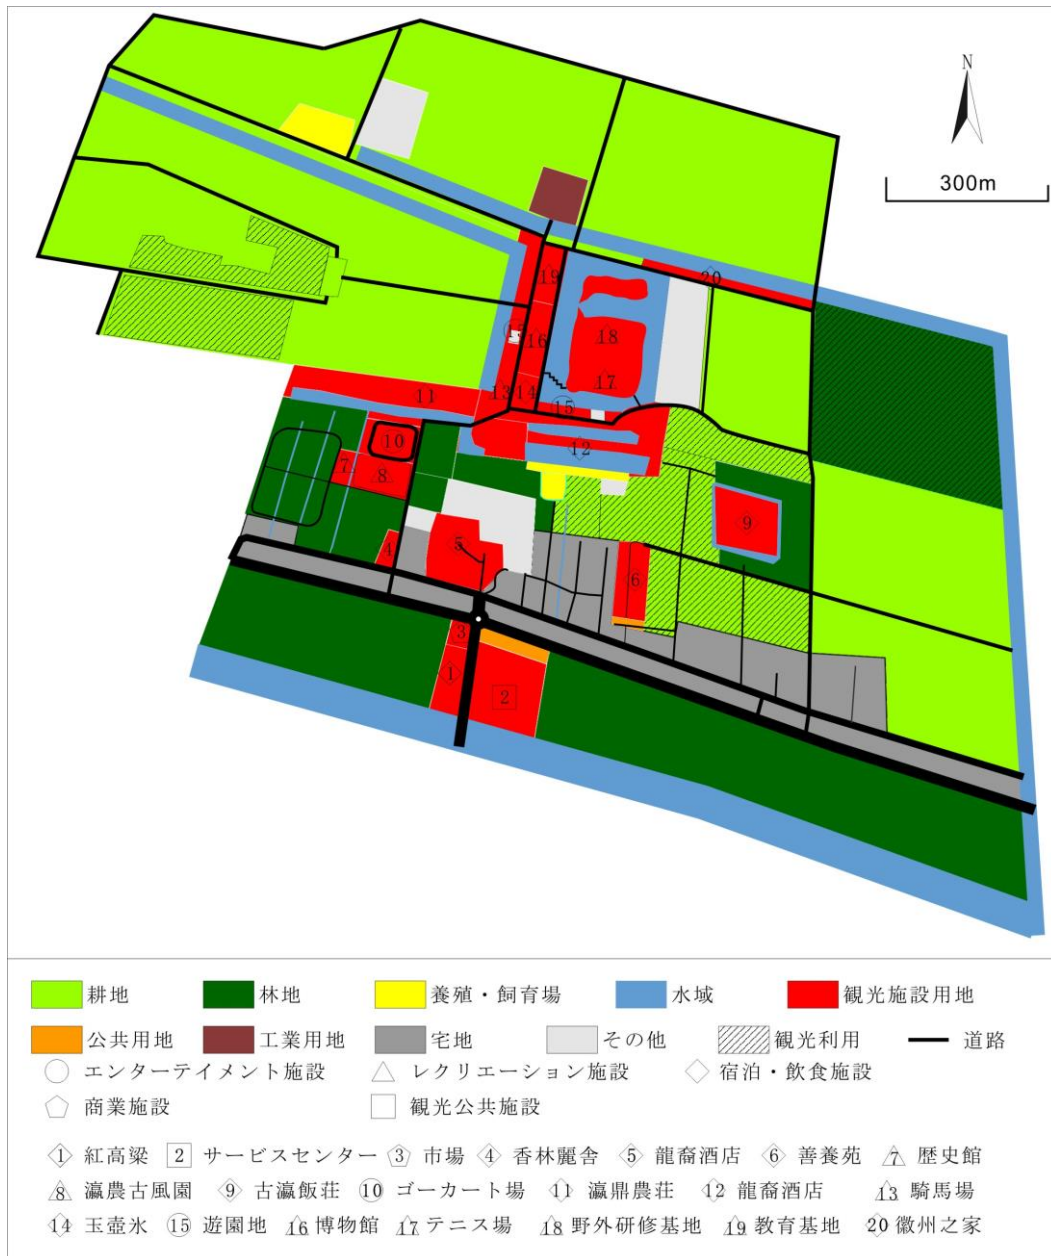 N
300m
20
19
18
15
16
17
13
14
15
11
12
10
7
8
9
5
4
6
3
1
2
耕地 林地 養殖・飼育場 水域 観光施設用地
公共用地 工業用地 宅地 その他 観光利用 道路
エンターテイメント施設 レクリエーション施設 宿泊・飲食施設
商業施設 観光公共施設
1 紅高梁 2 サービスセンター 3 市場 4 香林麗舎 5 龍裔酒店 6 善養苑 7 歴史館
8 瀛農古風園 9 古瀛飯荘 10 ゴーカート場 11 瀛鼎農荘 12 龍裔酒店 13 騎馬場
14 玉壺氷 15 遊園地 16 博物館 17 テニス場 18 野外研修基地 19 教育基地 20 徽州之家